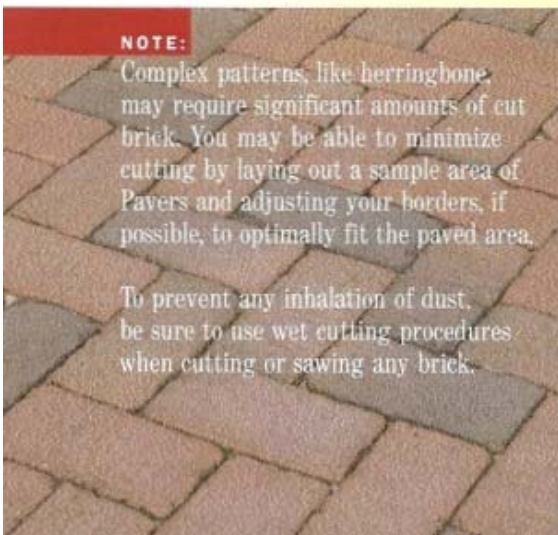 NOTE:
Complex patterns, like herringbone,
may require significant amounts of cut
brick. You may be able to minimize
cutting by laying out a sample area of
Pavers and adjusting your borders, if
possible, to optimally fit the paved area.
To prevent any inhalation of dust,
be sure to use wet cutting procedures
when cutting or sawing any brick.